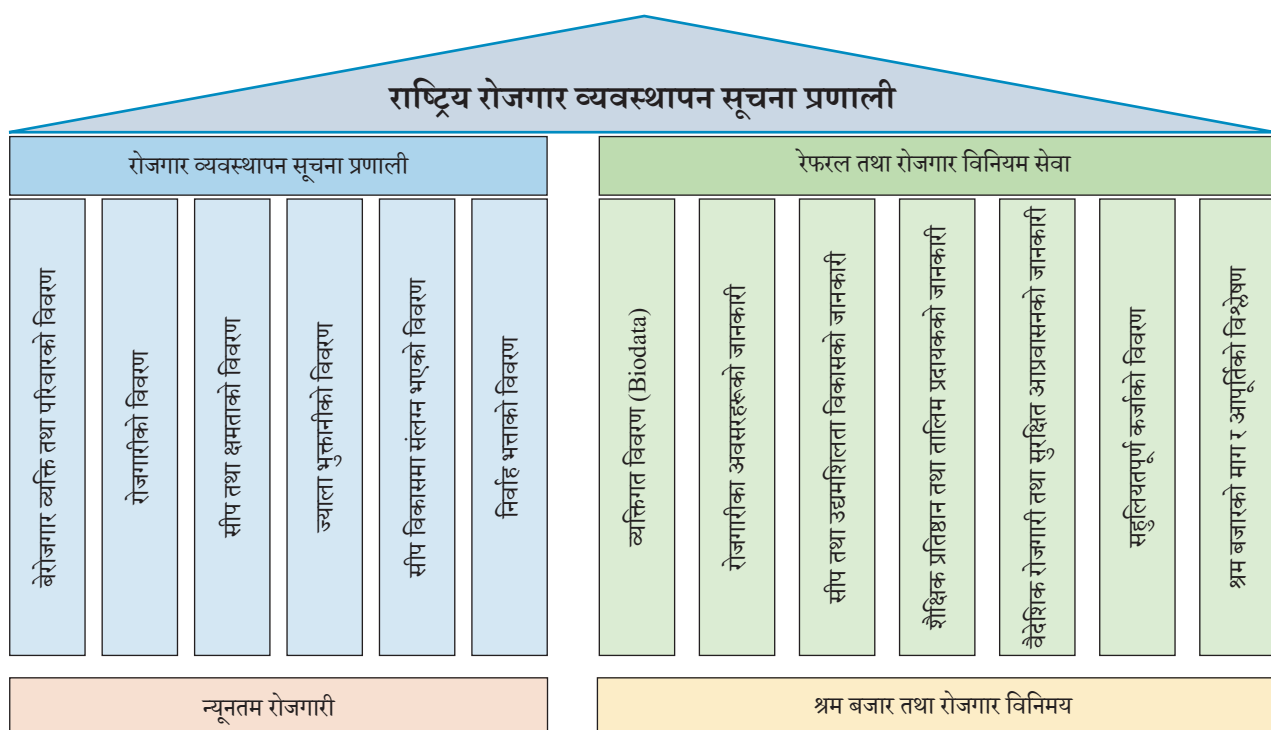 राष्ट्रिय रोजगार व्यवस्थापन सूचना प्रणाली
रोजगार व्यवस्थापन सूचना प्रणाली
रेफरल तथा रोजगार विनियम सेवा
बेरोजगार व्यक्ति तथा परिवारको विवरण
रोजगारीको विवरण
सीप तथा क्षमताको विवरण
ज्याला भुक्तानीको विवरण
सीप विकासमा संलग्न भएको विवरण
निर्वाह भत्ताको विवरण
व्यक्तिगत विवरण (Biodata)
रोजगारीका अवसरहरूको जानकारी
सीप तथा उद्यमशिलता विकासको जानकारी
शैक्षिक प्रतिष्ठान तथा तालिम प्रदायकको जानकारी
वैदेशिक रोजगारी तथा सुरक्षित आप्रवासनको जानकारी
सहुलियतपूर्ण कर्जाको विवरण
श्रम बजारको माग र आपूर्तिको विश्लेषण
न्यूनतम रोजगारी
श्रम बजार तथा रोजगार विनिमय